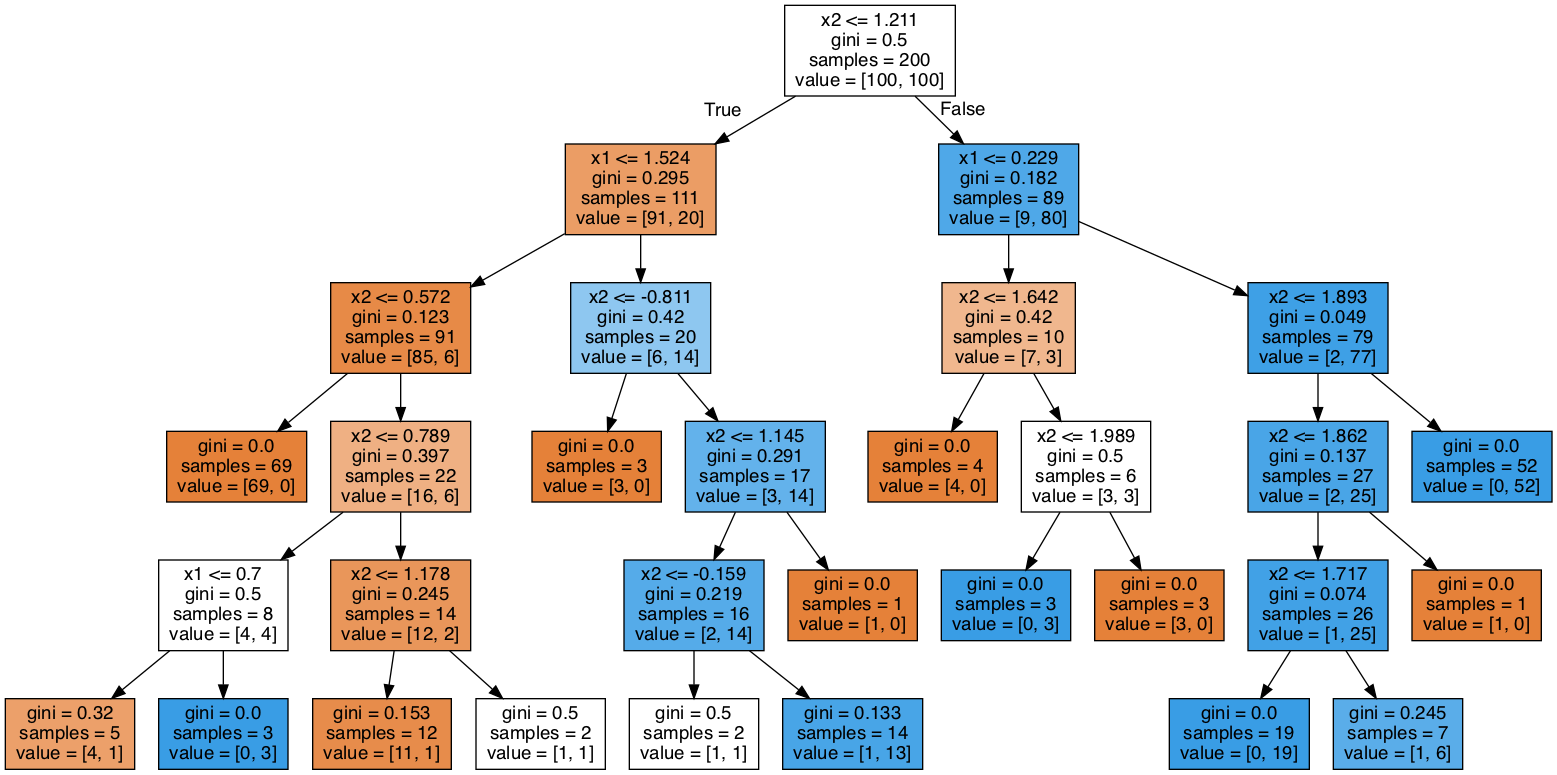 x2 <= 1.211
gini = 0.5
samples = 200
value = [100, 100]
True
False
x1 <= 1.524
gini = 0.295
samples = 111
value = [91, 20]
x1 <= 0.229
gini = 0.182
samples = 89
value = [9, 80]
x2 <= 0.572
gini = 0.123
samples = 91
value = [85, 6]
x2 <= -0.811
gini = 0.42
samples = 20
value = [6, 14]
x2 <= 1.642
gini = 0.42
samples = 10
value = [7, 3]
x2 <= 1.893
gini = 0.049
samples = 79
value = [2, 77]
gini = 0.0
samples = 69
value = [69, 0]
x2 <= 0.789
gini = 0.397
samples = 22
value = [16, 6]
gini = 0.0
samples = 3
value = [3, 0]
x2 <= 1.145
gini = 0.291
samples = 17
value = [3, 14]
gini = 0.0
samples = 4
value = [4, 0]
x2 <= 1.989
gini = 0.5
samples = 6
value = [3, 3]
x2 <= 1.862
gini = 0.137
samples = 27
value = [2, 25]
gini = 0.0
samples = 52
value = [0, 52]
x1 <= 0.7
gini = 0.5
samples = 8
value = [4, 4]
x2 <= 1.178
gini = 0.245
samples = 14
value = [12, 2]
x2 <= -0.159
gini = 0.219
samples = 16
value = [2, 14]
gini = 0.0
samples = 1
value = [1, 0]
gini = 0.0
samples = 3
value = [0, 3]
gini = 0.0
samples = 3
value = [3, 0]
x2 <= 1.717
gini = 0.074
samples = 26
value = [1, 25]
gini = 0.0
samples = 1
value = [1, 0]
gini = 0.32
samples = 5
value = [4, 1]
gini = 0.0
samples = 3
value = [0, 3]
gini = 0.153
samples = 12
value = [11, 1]
gini = 0.5
samples = 2
value = [1, 1]
gini = 0.5
samples = 2
value = [1, 1]
gini = 0.133
samples = 14
value = [1, 13]
gini = 0.0
samples = 19
value = [0, 19]
gini = 0.245
samples = 7
value = [1, 6]